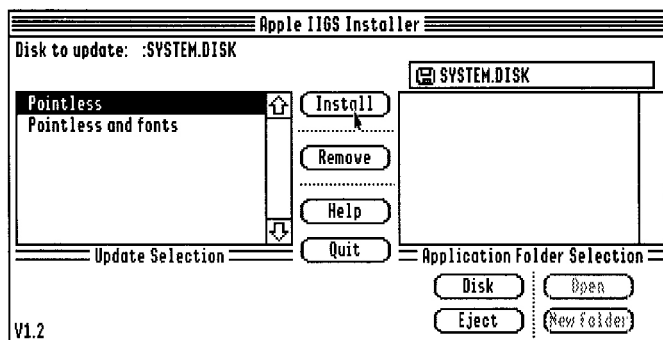 Apple IIGS Installer
Disk to update: :SYSTEM.DISK
SYSTEM.DISK
Pointless
Pointless and fonts
Install
Remove
Help
Quit
Update Selection
Application Folder Selection
Disk
Open
Eject
New Folder
V1.2